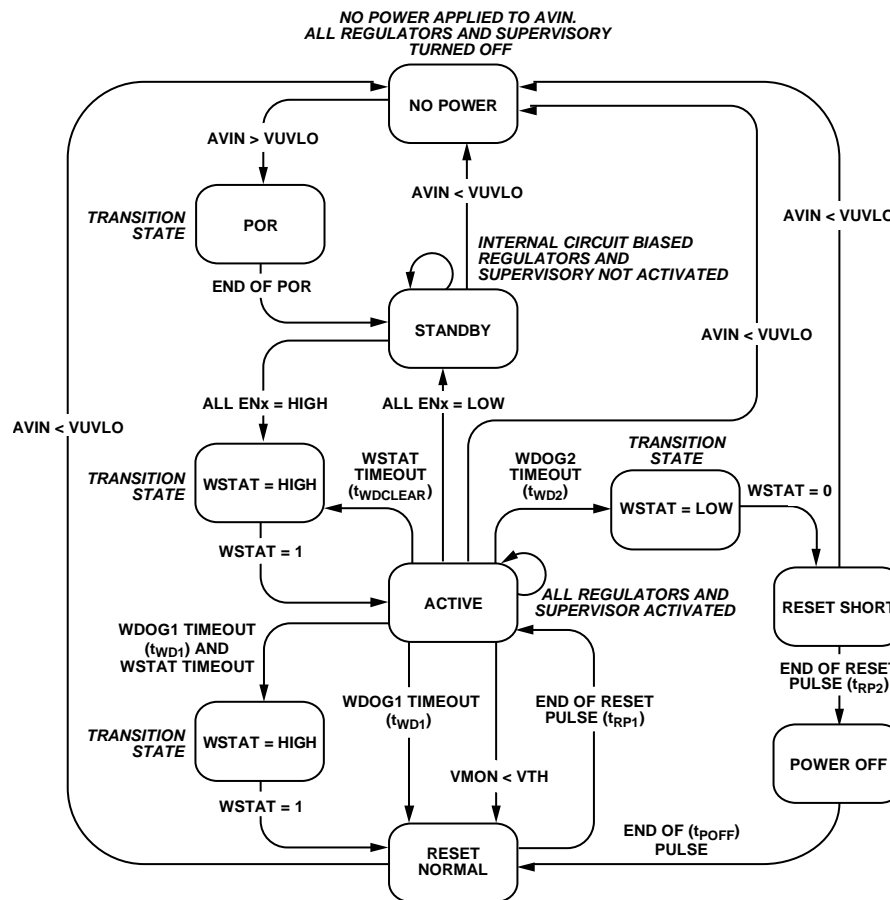 NO POWER APPLIED TO AVIN.
ALL REGULATORS AND SUPERVISORY
TURNED OFF
NO POWER
AVIN > VUVLO
AVIN < VUVLO
AVIN < VUVLO
TRANSITION
STATE
POR
INTERNAL CIRCUIT BIASED
REGULATORS AND
SUPERVISORY NOT ACTIVATED
END OF POR
STANDBY
AVIN < VUVLO
ALL ENx = HIGH
ALL ENx = LOW
AVIN < VUVLO
TRANSITION
STATE
WSTAT = HIGH
WSTAT
TIMEOUT
(tWDCLEAR)
WDOG2
TIMEOUT
(tWD2)
TRANSITION
STATE
WSTAT = LOW
WSTAT = 0
WSTAT = 1
ACTIVE
ALL REGULATORS AND
SUPERVISOR ACTIVATED
RESET SHORT
WDOG1 TIMEOUT
(tWD1) AND
WSTAT TIMEOUT
WDOG1 TIMEOUT
(tWD1)
END OF RESET
PULSE (tRP1)
END OF RESET
PULSE (tRP2)
TRANSITION
STATE
WSTAT = HIGH
VMON < VTH
POWER OFF
WSTAT = 1
RESET
NORMAL
END OF (tPOFF)
PULSE